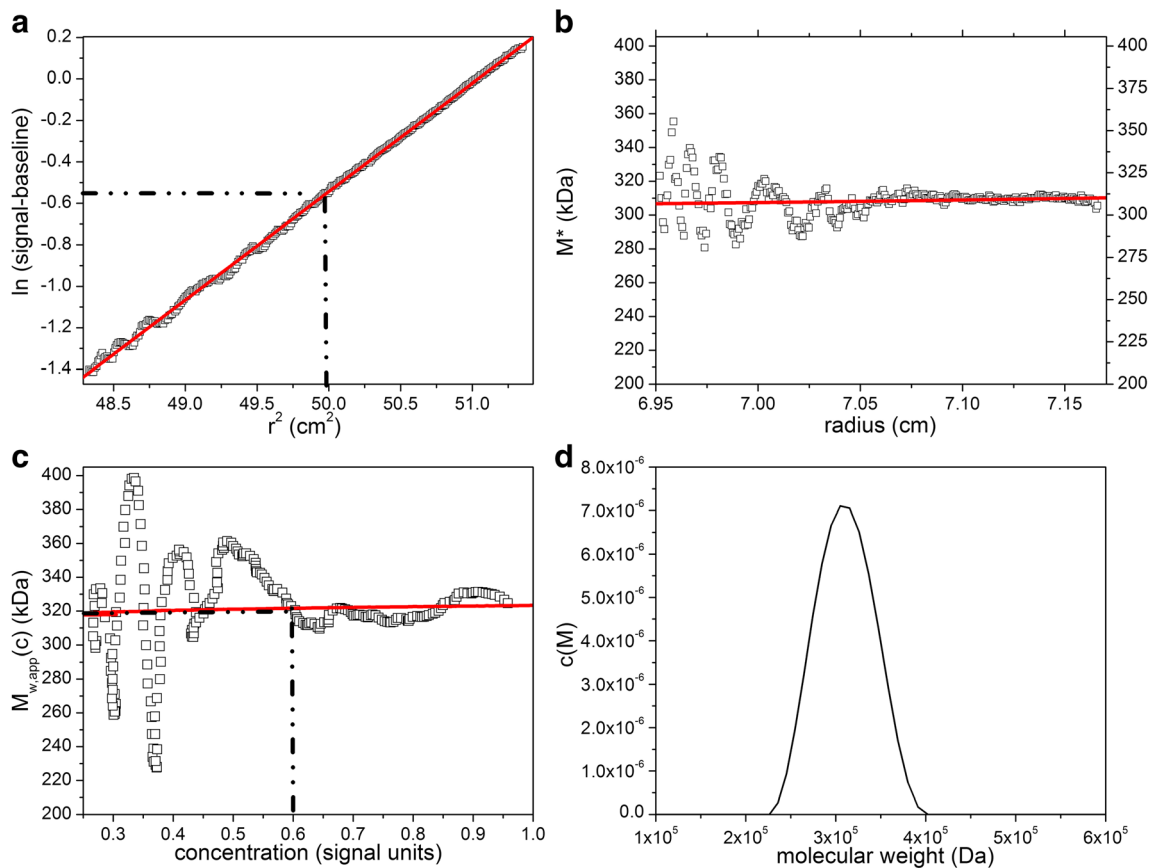 a
0.2
0.0
-0.2
-0.4
-0.6
-0.8
-1.0
-1.2
-1.4
ln (signal-baseline)
48.5 49.0 49.5 50.0 50.5 51.0
r² (cm²)
b
400
380
360
340
320
300
280
260
240
220
200
M* (kDa)
400
375
350
325
300
275
250
225
200
6.95 7.00 7.05 7.10 7.15
radius (cm)
c
400
380
360
340
320
300
280
260
240
220
200
M_w,app(c) (kDa)
0.3 0.4 0.5 0.6 0.7 0.8 0.9 1.0
concentration (signal units)
d
8.0x10⁻⁶
7.0x10⁻⁶
6.0x10⁻⁶
5.0x10⁻⁶
4.0x10⁻⁶
3.0x10⁻⁶
2.0x10⁻⁶
1.0x10⁻⁶
0.0
c(M)
1x10⁵ 2x10⁵ 3x10⁵ 4x10⁵ 5x10⁵ 6x10⁵
molecular weight (Da)